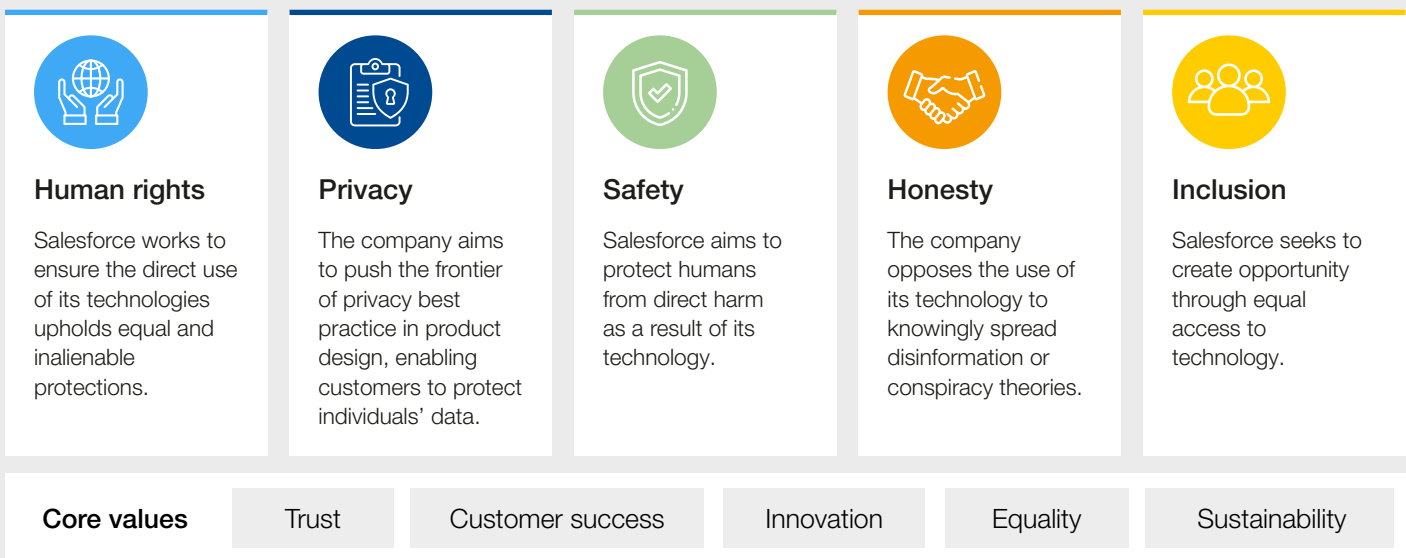 Human rights
Salesforce works to
ensure the direct use
of its technologies
upholds equal and
inalienable
protections.
Privacy
The company aims
to push the frontier
of privacy best
practice in product
design, enabling
customers to protect
individuals’ data.
Safety
Salesforce aims to
protect humans
from direct harm
as a result of its
technology.
Honesty
The company
opposes the use of
its technology to
knowingly spread
disinformation or
conspiracy theories.
Inclusion
Salesforce seeks to
create opportunity
through equal
access to
technology.
Core values
Trust
Customer success
Innovation
Equality
Sustainability